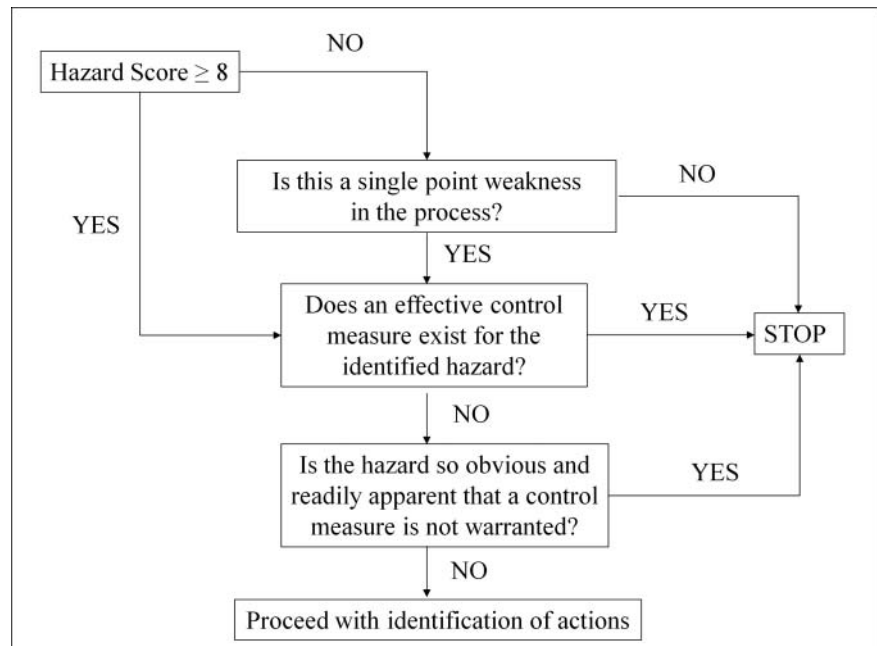 NO
Hazard Score ≥ 8
Is this a single point weakness
in the process?
NO
YES
YES
Does an effective control
measure exist for the
identified hazard?
YES
STOP
NO
Is the hazard so obvious and
readily apparent that a control
measure is not warranted?
YES
NO
Proceed with identification of actions